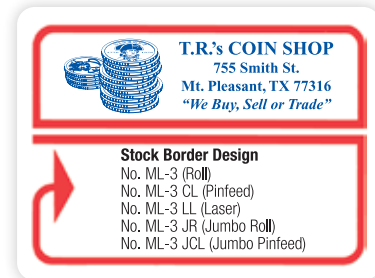 T.R.'s COIN SHOP
755 Smith St.
Mt. Pleasant, TX 77316
“We Buy, Sell or Trade”
Stock Border Design
No. ML-3 (Roll)
No. ML-3 CL (Pinfeed)
No. ML-3 LL (Laser)
No. ML-3 JR (Jumbo Roll)
No. ML-3 JCL (Jumbo Pinfeed)